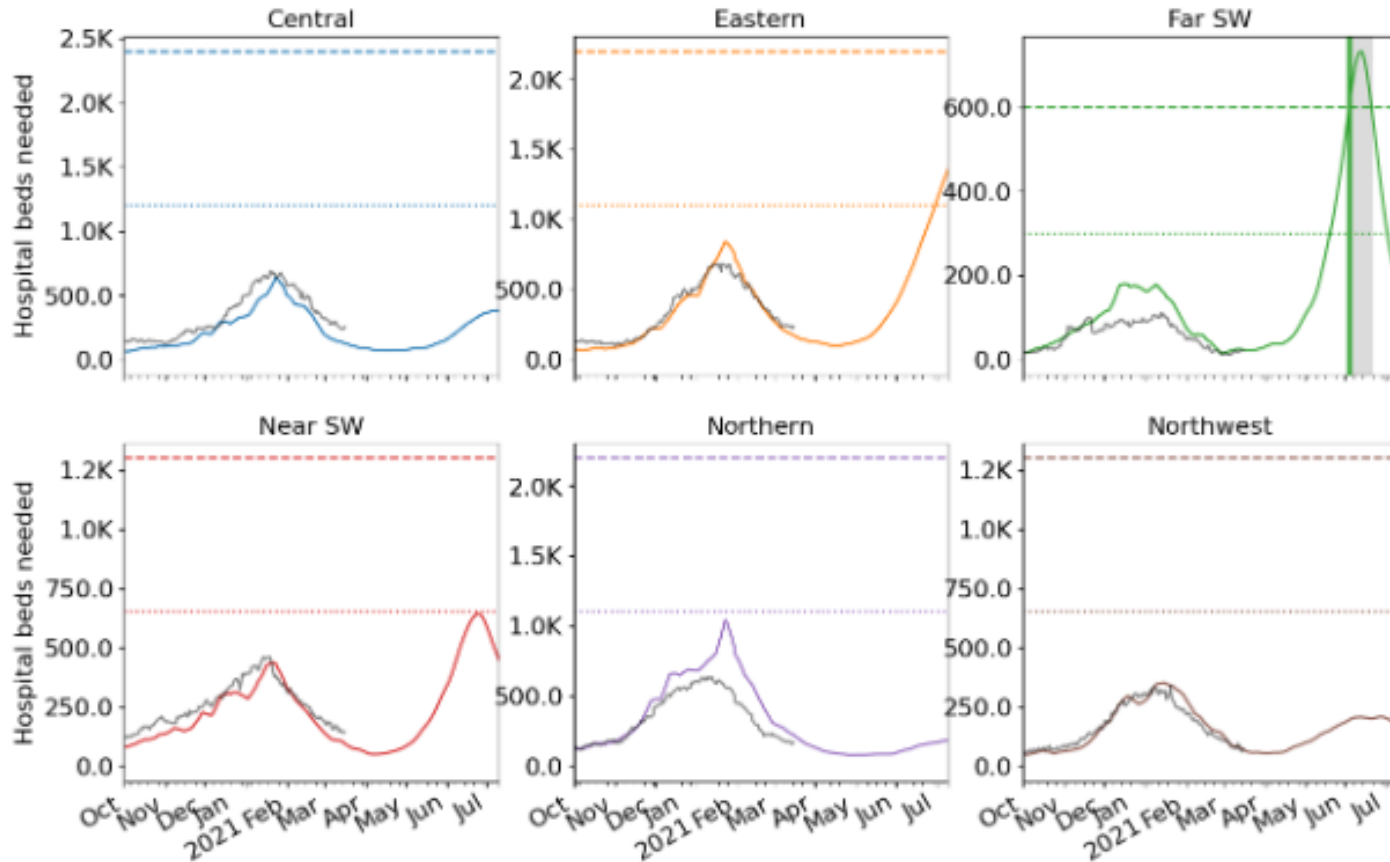 Central Eastern Far SW
Hospital beds needed
2.5K
2.0K
1.5K
1.0K
500.0
0.0
2.0K
1.5K
1.0K
500.0
0.0
600.0
400.0
200.0
0.0
Near SW Northern Northwest
Hospital beds needed
1.2K
1.0K
750.0
500.0
250.0
0.0
2.0K
1.5K
1.0K
500.0
0.0
1.2K
1.0K
750.0
500.0
250.0
0.0
Oct Nov Dec Jan 2021 Feb Mar Apr May Jun Jul
Oct Nov Dec Jan 2021 Feb Mar Apr May Jun Jul
Oct Nov Dec Jan 2021 Feb Mar Apr May Jun Jul